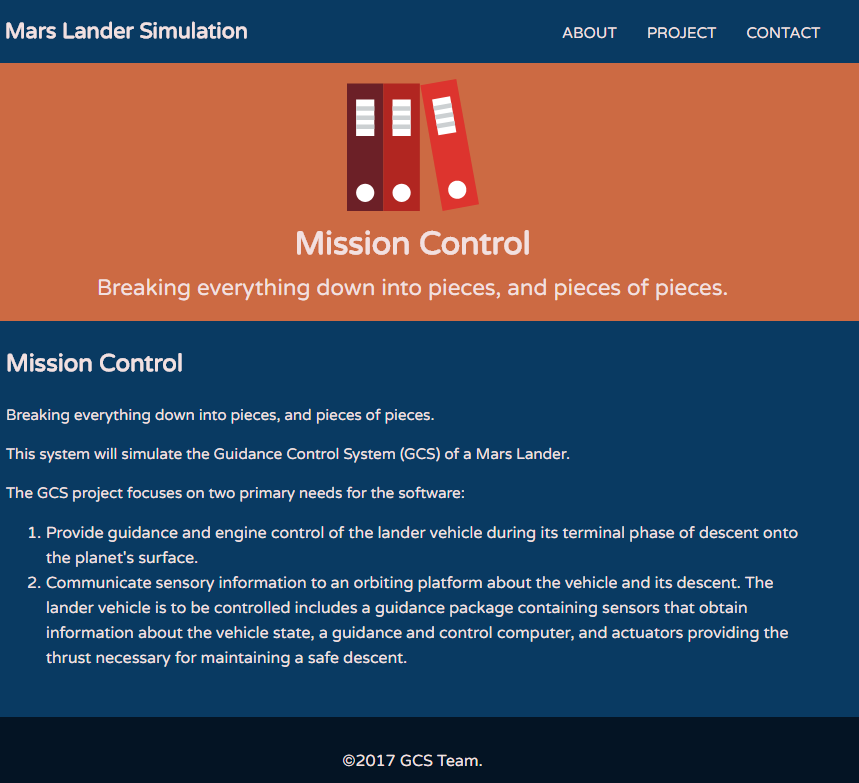 Mars Lander Simulation
ABOUT PROJECT CONTACT
Mission Control
Breaking everything down into pieces, and pieces of pieces.
Mission Control
Breaking everything down into pieces, and pieces of pieces.
This system will simulate the Guidance Control System (GCS) of a Mars Lander.
The GCS project focuses on two primary needs for the software:
1. Provide guidance and engine control of the lander vehicle during its terminal phase of descent onto
the planet's surface.
2. Communicate sensory information to an orbiting platform about the vehicle and its descent. The
lander vehicle is to be controlled includes a guidance package containing sensors that obtain
information about the vehicle state, a guidance and control computer, and actuators providing the
thrust necessary for maintaining a safe descent.
©2017 GCS Team.